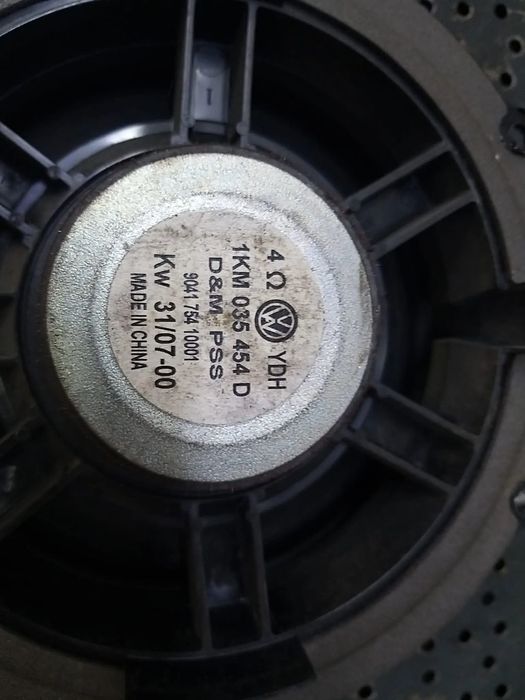 4 Ω YDH
1KM 035 454 D
D&M PSS
9041 754 10001
Kw 31/07-00
MADE IN CHINA